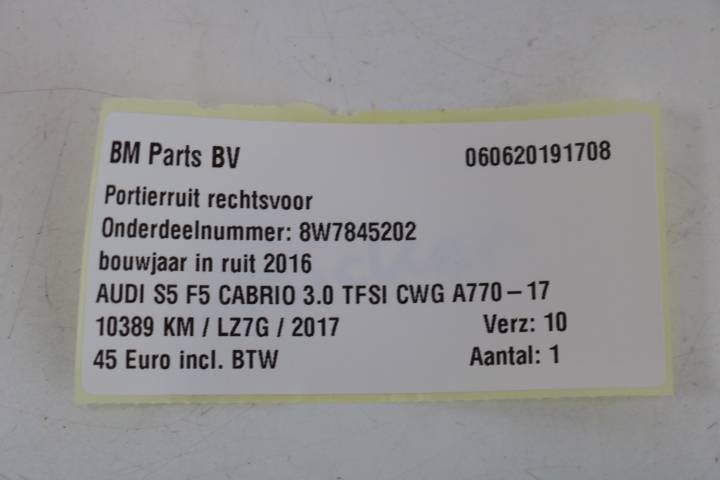 BM Parts BV 060620191708
Portierruit rechtsvoor
Onderdeelnummer: 8W7845202
bouwjaar in ruit 2016
AUDI S5 F5 CABRIO 3.0 TFSI CWG A770-17
10389 KM / LZ7G / 2017 Verz: 10
45 Euro incl. BTW Aantal: 1